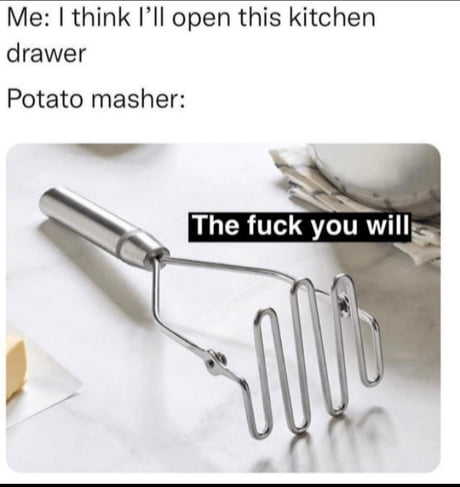 Me: I think I’ll open this kitchen
drawer
Potato masher:
The fuck you will